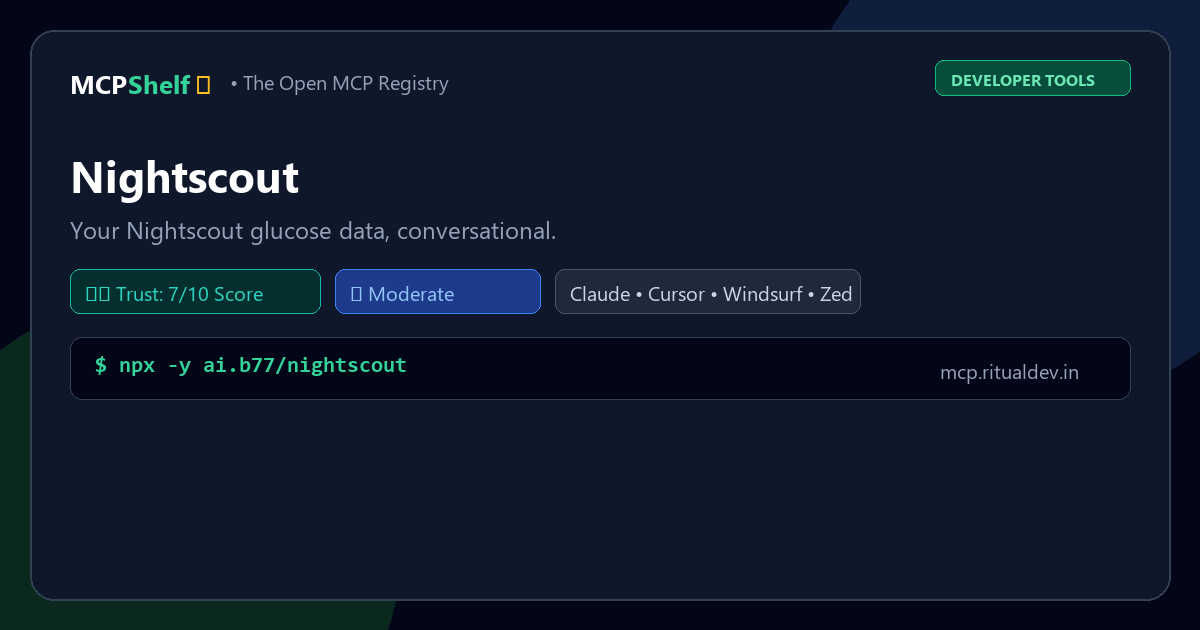 MCPShelf • The Open MCP Registry
DEVELOPER TOOLS
Nightscout
Your Nightscout glucose data, conversational.
Trust: 7/10 Score
Moderate
Claude • Cursor • Windsurf • Zed
$ npx -y ai.b77/nightscout
mcp.ritualdev.in